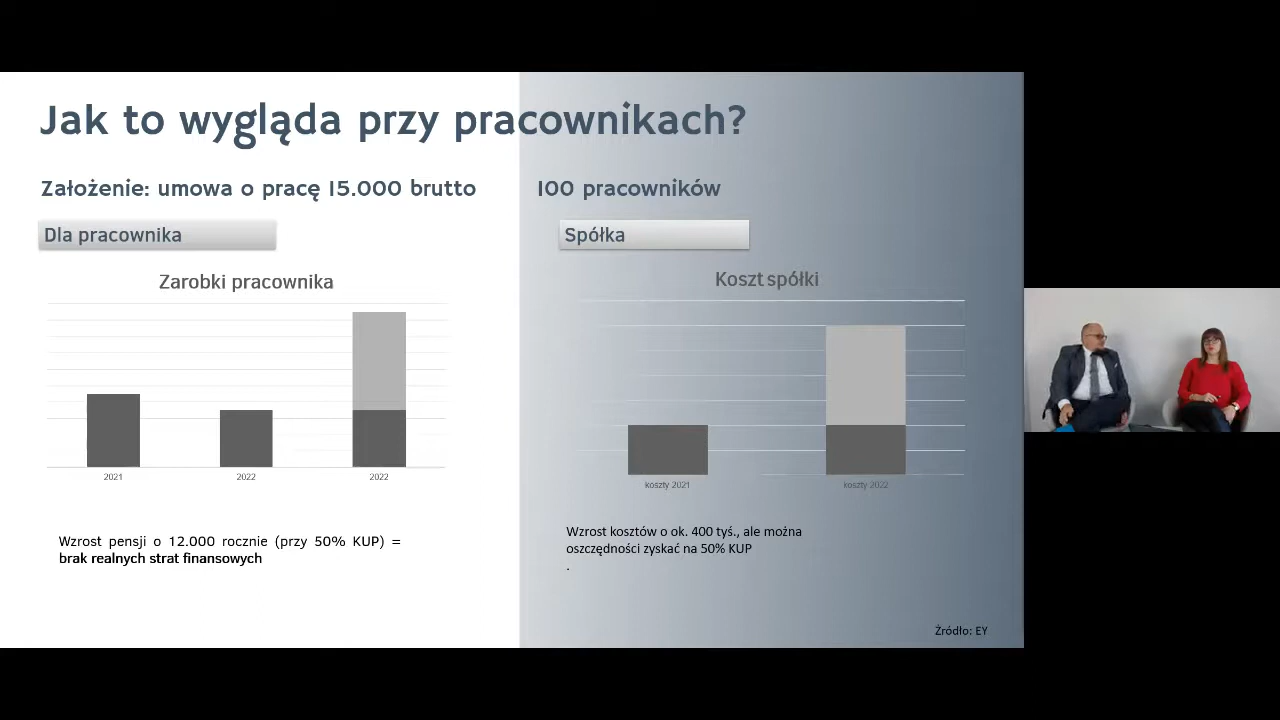 Jak to wygląda przy pracownikach?
Założenie: umowa o pracę 15.000 brutto
Dla pracownika
Zarobki pracownika
2021
2022
2022
Wzrost pensji o 12.000 rocznie (przy 50% KUP) =
brak realnych strat finansowych
100 pracowników
Spółka
Koszt spółki
koszty 2021
koszty 2022
Wzrost kosztów o ok. 400 tyś., ale można
oszczędności zyskać na 50% KUP
.
Źródło: EY